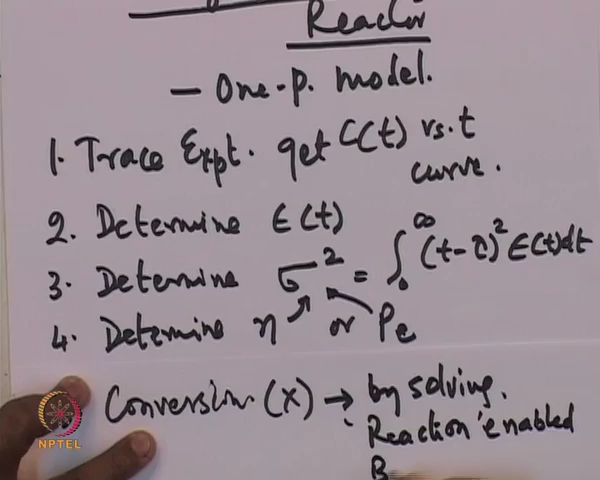 Reactor
— One-p. model.
1. Trace Expt. get C(t) vs. t
curve.
2. Determine E(t)
3. Determine σ² = ∫₀^∞ (t-τ)² E(t)dt
4. Determine n or Pe
Conversion (X) → by solving.
Reaction enabled
B
NPTEL